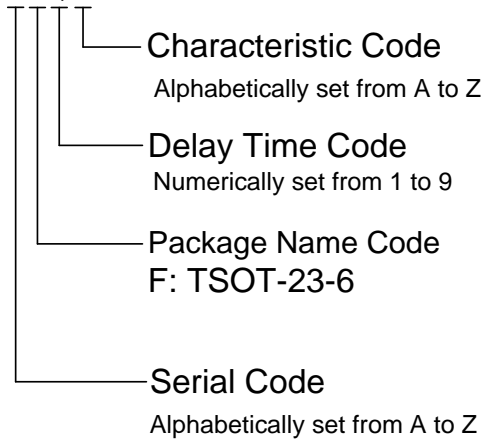 Characteristic Code
Alphabetically set from A to Z
Delay Time Code
Numerically set from 1 to 9
Package Name Code
F: TSOT-23-6
Serial Code
Alphabetically set from A to Z